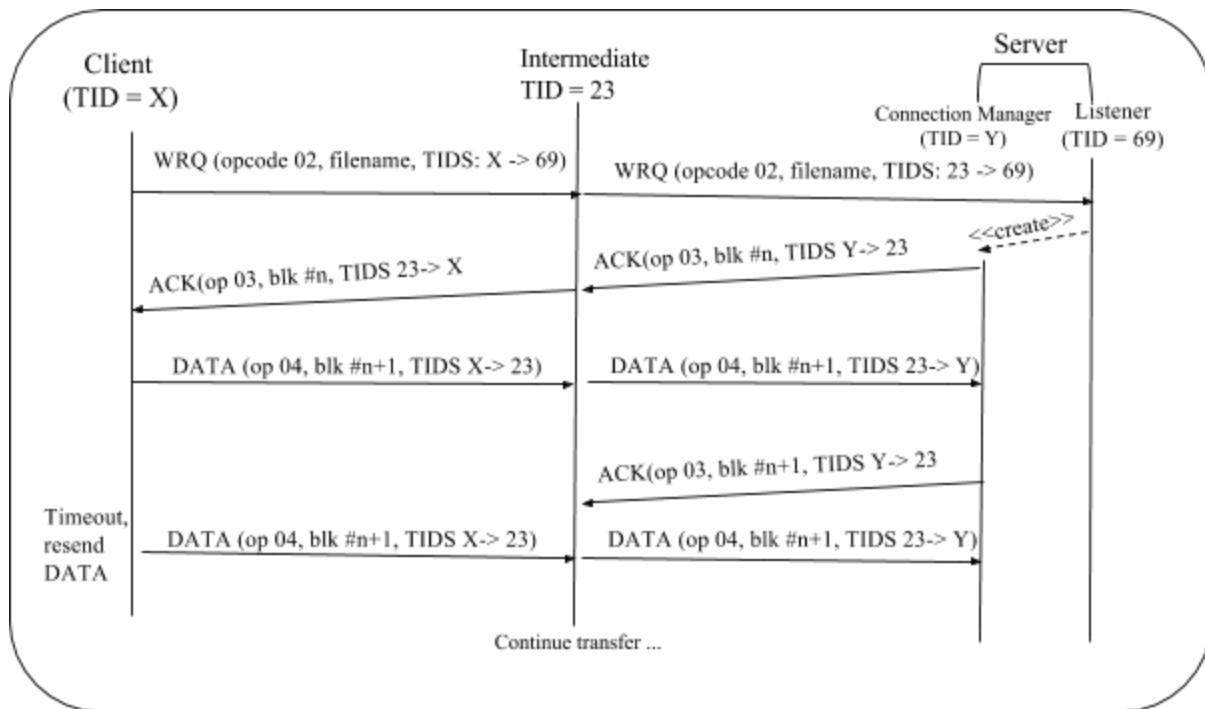 Server
Client
(TID = X)
Intermediate
TID = 23
Connection Manager
(TID = Y)
Listener
(TID = 69)
WRQ (opcode 02, filename, TIDS: X -> 69)
WRQ (opcode 02, filename, TIDS: 23 -> 69)
<<create>>
ACK(op 03, blk #n, TIDS Y-> 23
ACK(op 03, blk #n, TIDS 23-> X
DATA (op 04, blk #n+1, TIDS X-> 23)
DATA (op 04, blk #n+1, TIDS 23-> Y)
ACK(op 03, blk #n+1, TIDS Y-> 23
Timeout,
resend
DATA
DATA (op 04, blk #n+1, TIDS X-> 23)
DATA (op 04, blk #n+1, TIDS 23-> Y)
Continue transfer ...